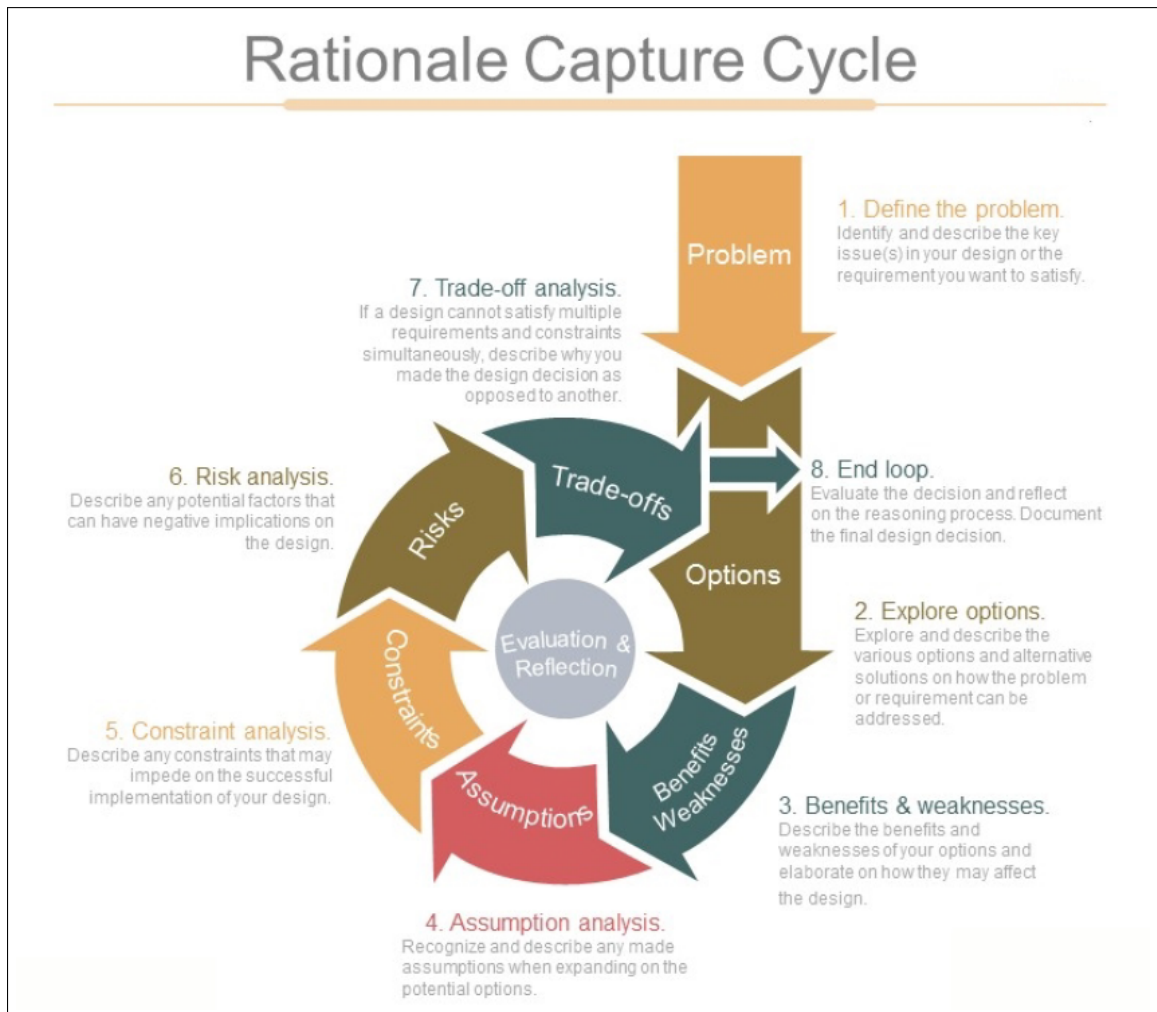 Rationale Capture Cycle
Problem
1. Define the problem.
Identify and describe the key
issue(s) in your design or the
requirement you want to satisfy.
7. Trade-off analysis.
If a design cannot satisfy multiple
requirements and constraints
simultaneously, describe why you
made the design decision as
opposed to another.
6. Risk analysis.
Describe any potential factors that
can have negative implications on
the design.
Risks
Trade-offs
8. End loop.
Evaluate the decision and reflect
on the reasoning process. Document
the final design decision.
Options
2. Explore options.
Explore and describe the
various options and alternative
solutions on how the problem
or requirement can be
addressed.
Evaluation &
Reflection
Constraints
5. Constraint analysis.
Describe any constraints that may
impede on the successful
implementation of your design.
Assumptions
Benefits
Weaknesses
3. Benefits & weaknesses.
Describe the benefits and
weaknesses of your options and
elaborate on how they may affect
the design.
4. Assumption analysis.
Recognize and describe any made
assumptions when expanding on the
potential options.